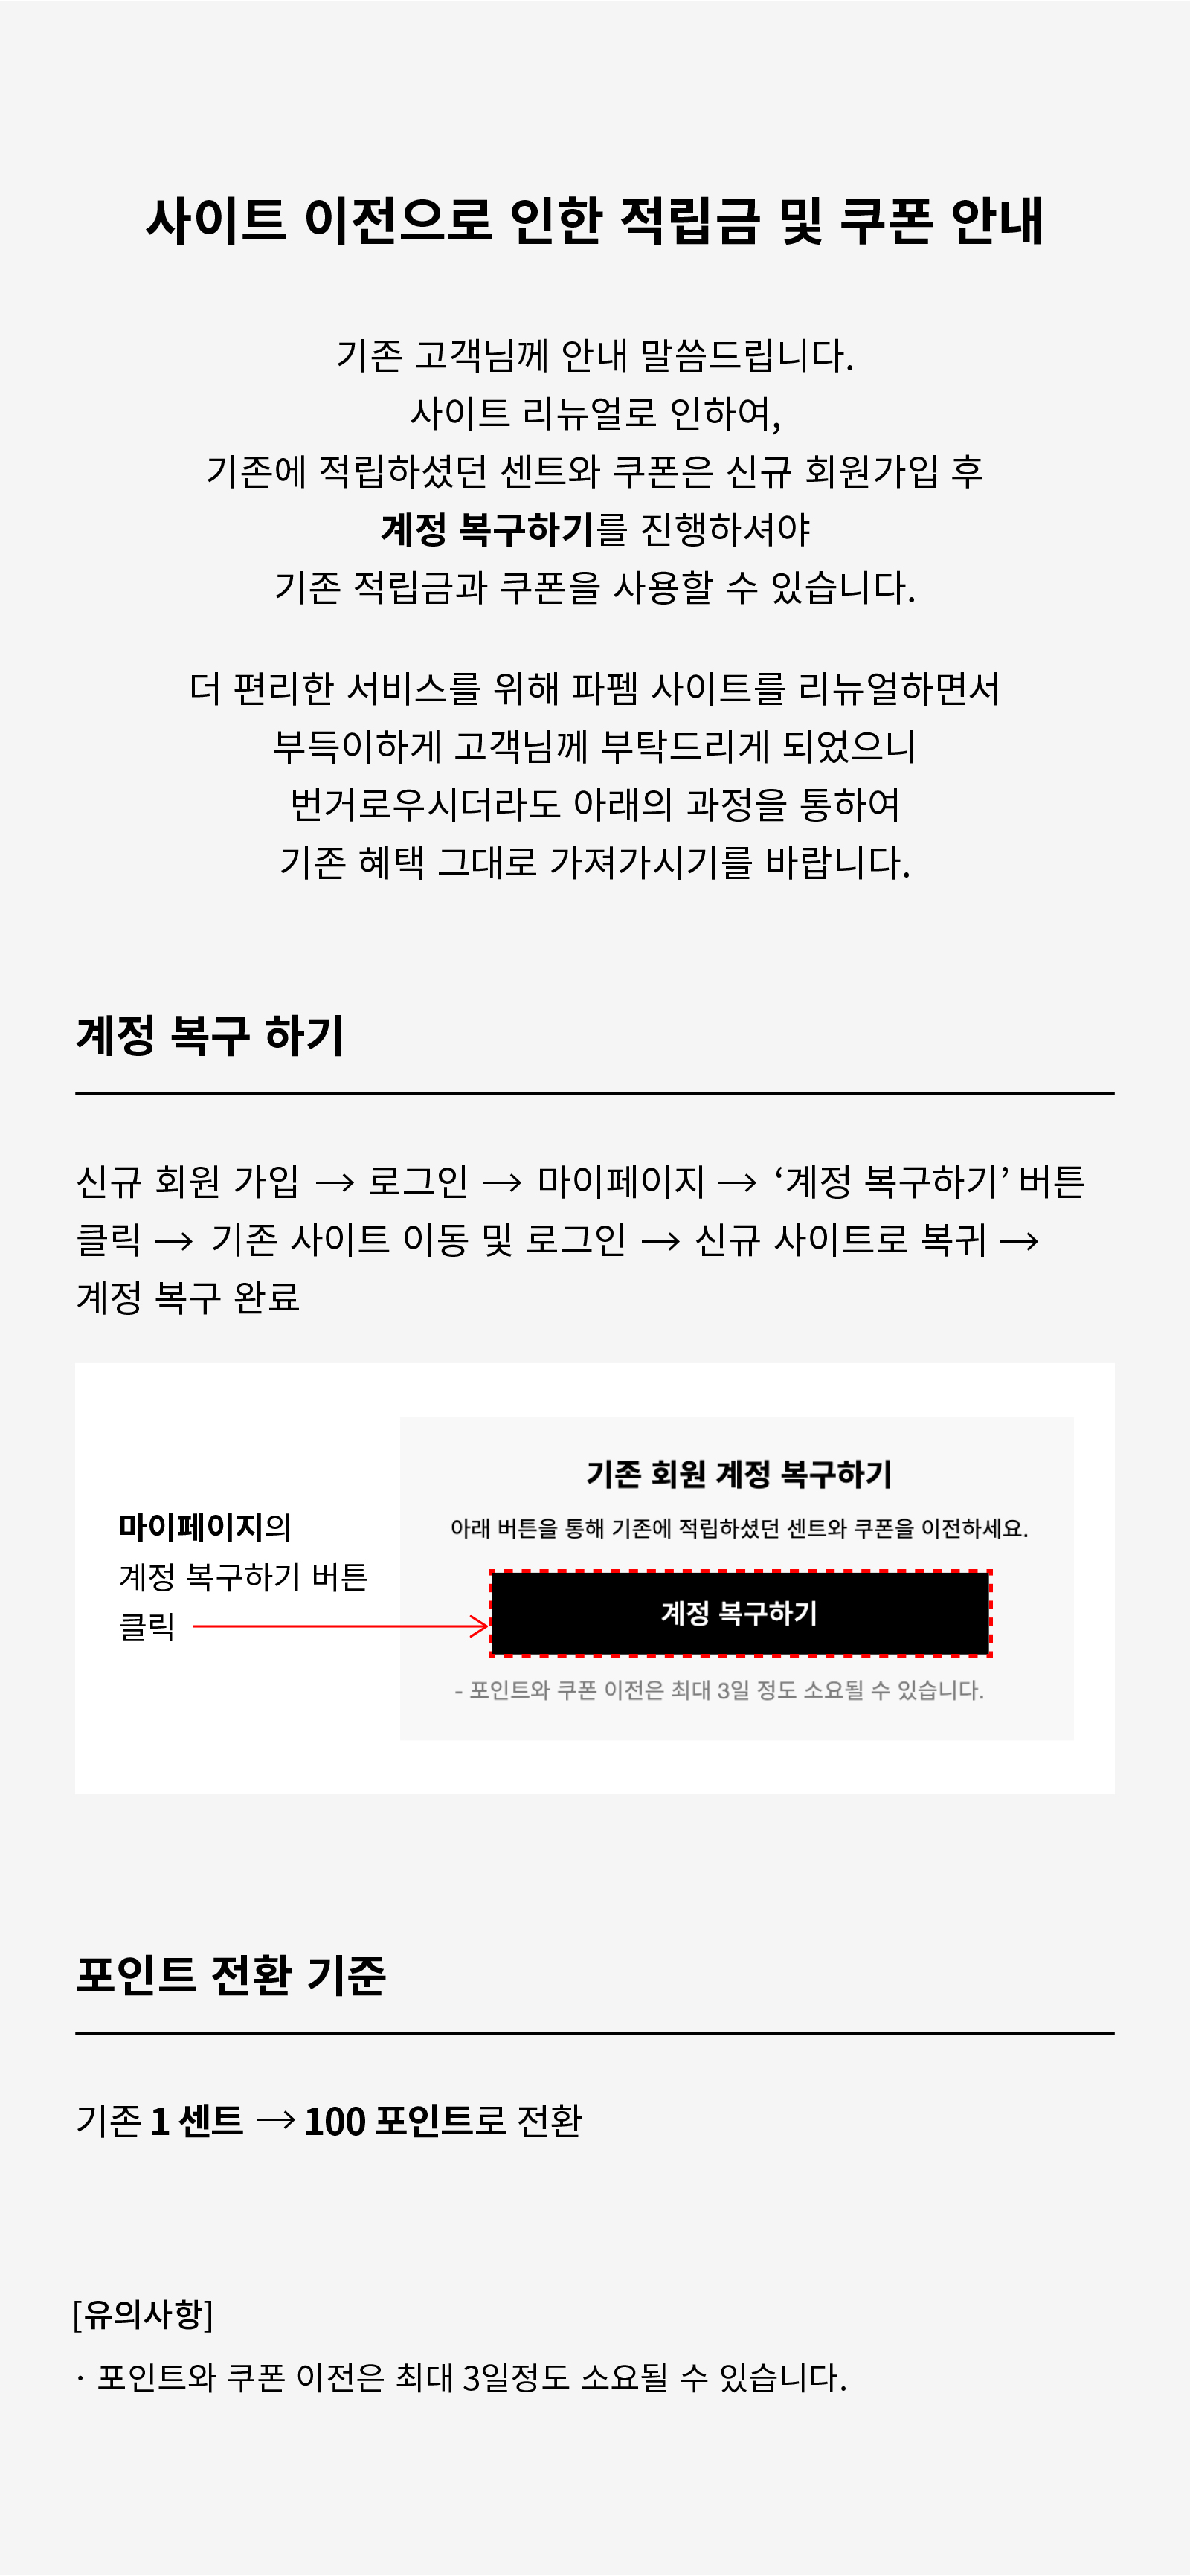 사이트 이전으로 인한 적립금 및 쿠폰 안내
기존 고객님께 안내 말씀드립니다.
사이트 리뉴얼로 인하여,
기존에 적립하셨던 센트와 쿠폰은 신규 회원가입 후
계정 복구하기를 진행하셔야
기존 적립금과 쿠폰을 사용할 수 있습니다.
더 편리한 서비스를 위해 파펨 사이트를 리뉴얼하면서
부득이하게 고객님께 부탁드리게 되었으니
번거로우시더라도 아래의 과정을 통하여
기존 혜택 그대로 가져가시기를 바랍니다.
계정 복구 하기
신규 회원 가입 → 로그인 → 마이페이지 → ‘계정 복구하기’ 버튼
클릭 → 기존 사이트 이동 및 로그인 → 신규 사이트로 복귀 →
계정 복구 완료
마이페이지의
계정 복구하기 버튼
클릭
기존 회원 계정 복구하기
아래 버튼을 통해 기존에 적립하셨던 센트와 쿠폰을 이전하세요.
계정 복구하기
- 포인트와 쿠폰 이전은 최대 3일 정도 소요될 수 있습니다.
포인트 전환 기준
기존 1 센트 → 100 포인트로 전환
[유의사항]
· 포인트와 쿠폰 이전은 최대 3일정도 소요될 수 있습니다.